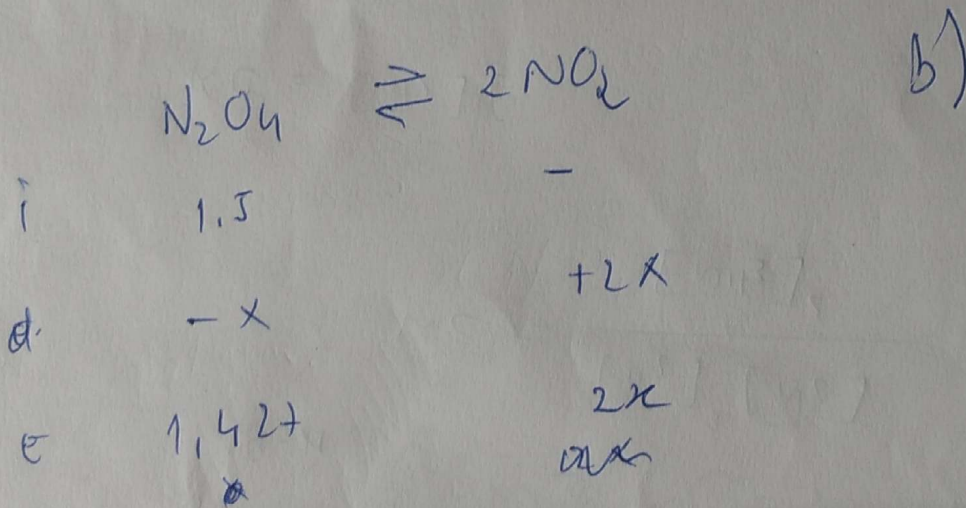 N₂O₄ ⇌ 2NO₂ b)
i 1.5 -
d. -x +2x
E 1,427 2x